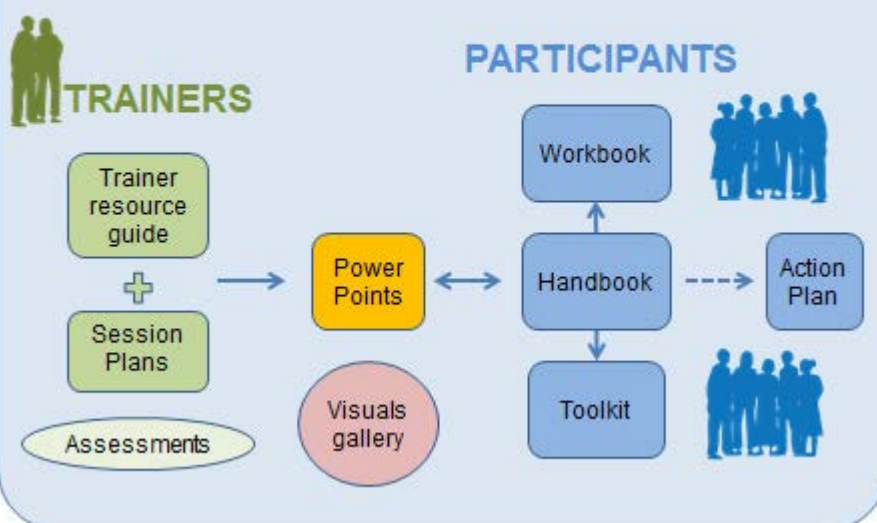 TRAINERS
PARTICIPANTS
Trainer
resource
guide
Session
Plans
Assessments
Power
Points
Visuals
gallery
Workbook
Handbook
Toolkit
Action
Plan